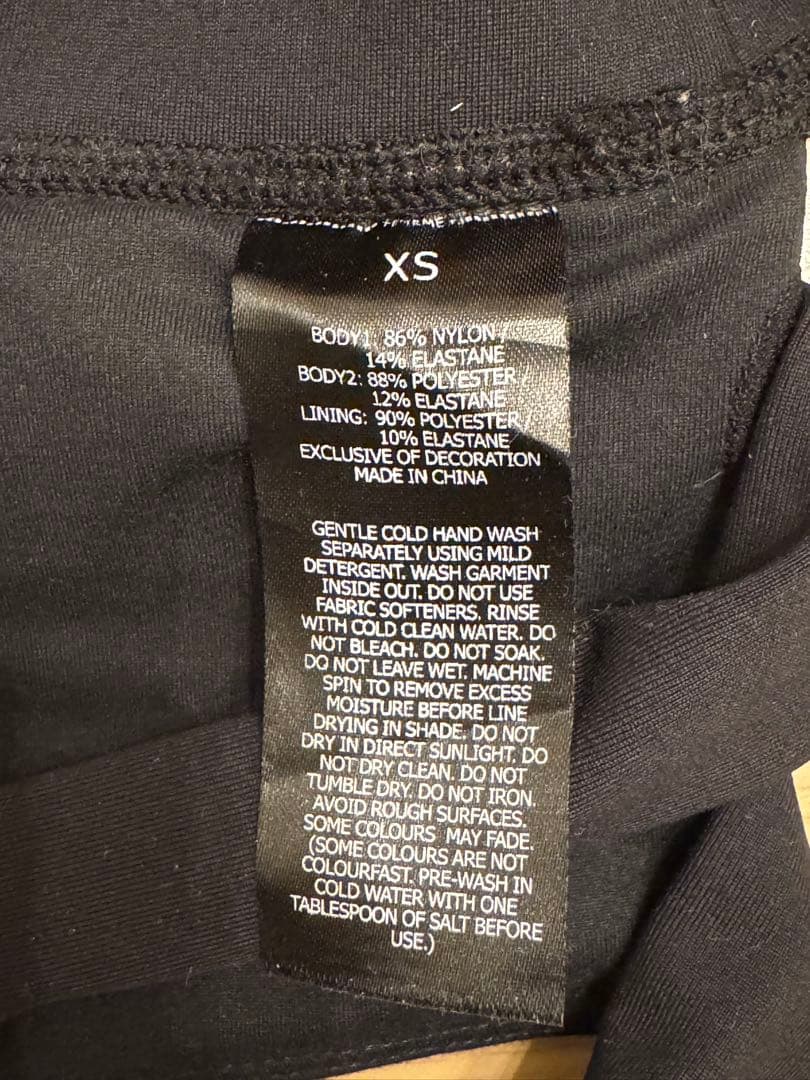 XS
BODY1: 86% NYLON /
14% ELASTANE
BODY2: 88% POLYESTER /
12% ELASTANE
LINING: 90% POLYESTER
10% ELASTANE
EXCLUSIVE OF DECORATION
MADE IN CHINA
GENTLE COLD HAND WASH
SEPARATELY USING MILD
DETERGENT. WASH GARMENT
INSIDE OUT. DO NOT USE
FABRIC SOFTENERS. RINSE
WITH COLD CLEAN WATER. DO
NOT BLEACH. DO NOT SOAK.
DO NOT LEAVE WET. MACHINE
SPIN TO REMOVE EXCESS
MOISTURE BEFORE LINE
DRYING IN SHADE. DO NOT
DRY IN DIRECT SUNLIGHT. DO
NOT DRY CLEAN. DO NOT
TUMBLE DRY. DO NOT IRON.
AVOID ROUGH SURFACES.
SOME COLOURS MAY FADE.
(SOME COLOURS ARE NOT
COLOURFAST. PRE-WASH IN
COLD WATER WITH ONE
TABLESPOON OF SALT BEFORE
USE.)